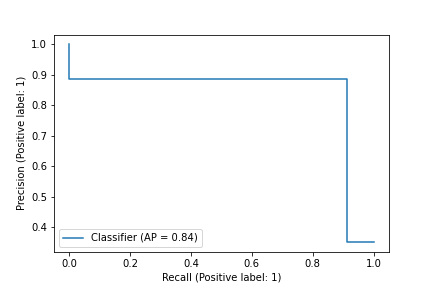 1.0
0.9
0.8
0.7
0.6
0.5
0.4
Precision (Positive label: 1)
Classifier (AP = 0.84)
0.0 0.2 0.4 0.6 0.8 1.0
Recall (Positive label: 1)